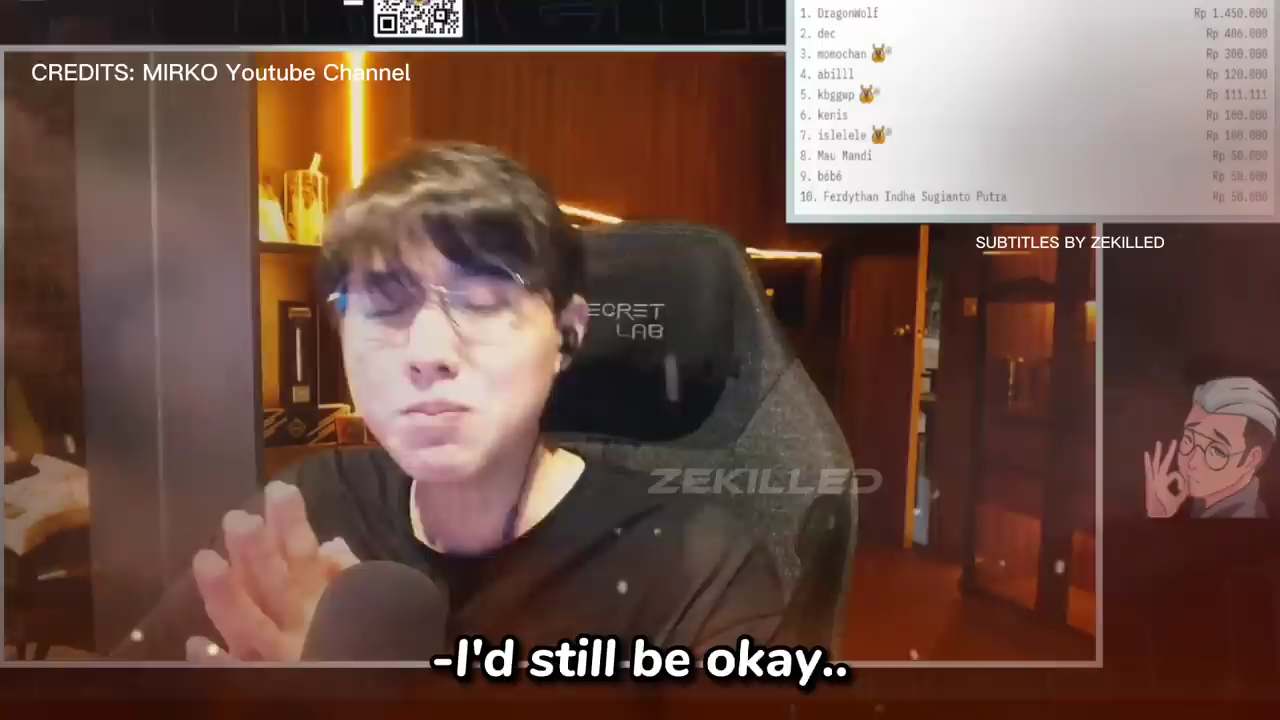 1. DragonWolf Rp 1.450.000
2. dec Rp 406.000
3. momochan Rp 300.000
4. abilll Rp 120.000
5. kbggwp Rp 111.111
6. kenis Rp 100.000
7. islelele Rp 100.000
8. Mau Mandi Rp 50.000
9. bébé Rp 50.000
10. Ferdythan Indha Sugianto Putra Rp 50.000
CREDITS: MIRKO Youtube Channel
SUBTITLES BY ZEKILLED
ECRET
LAB
ZEKILLED
-I'd still be okay..